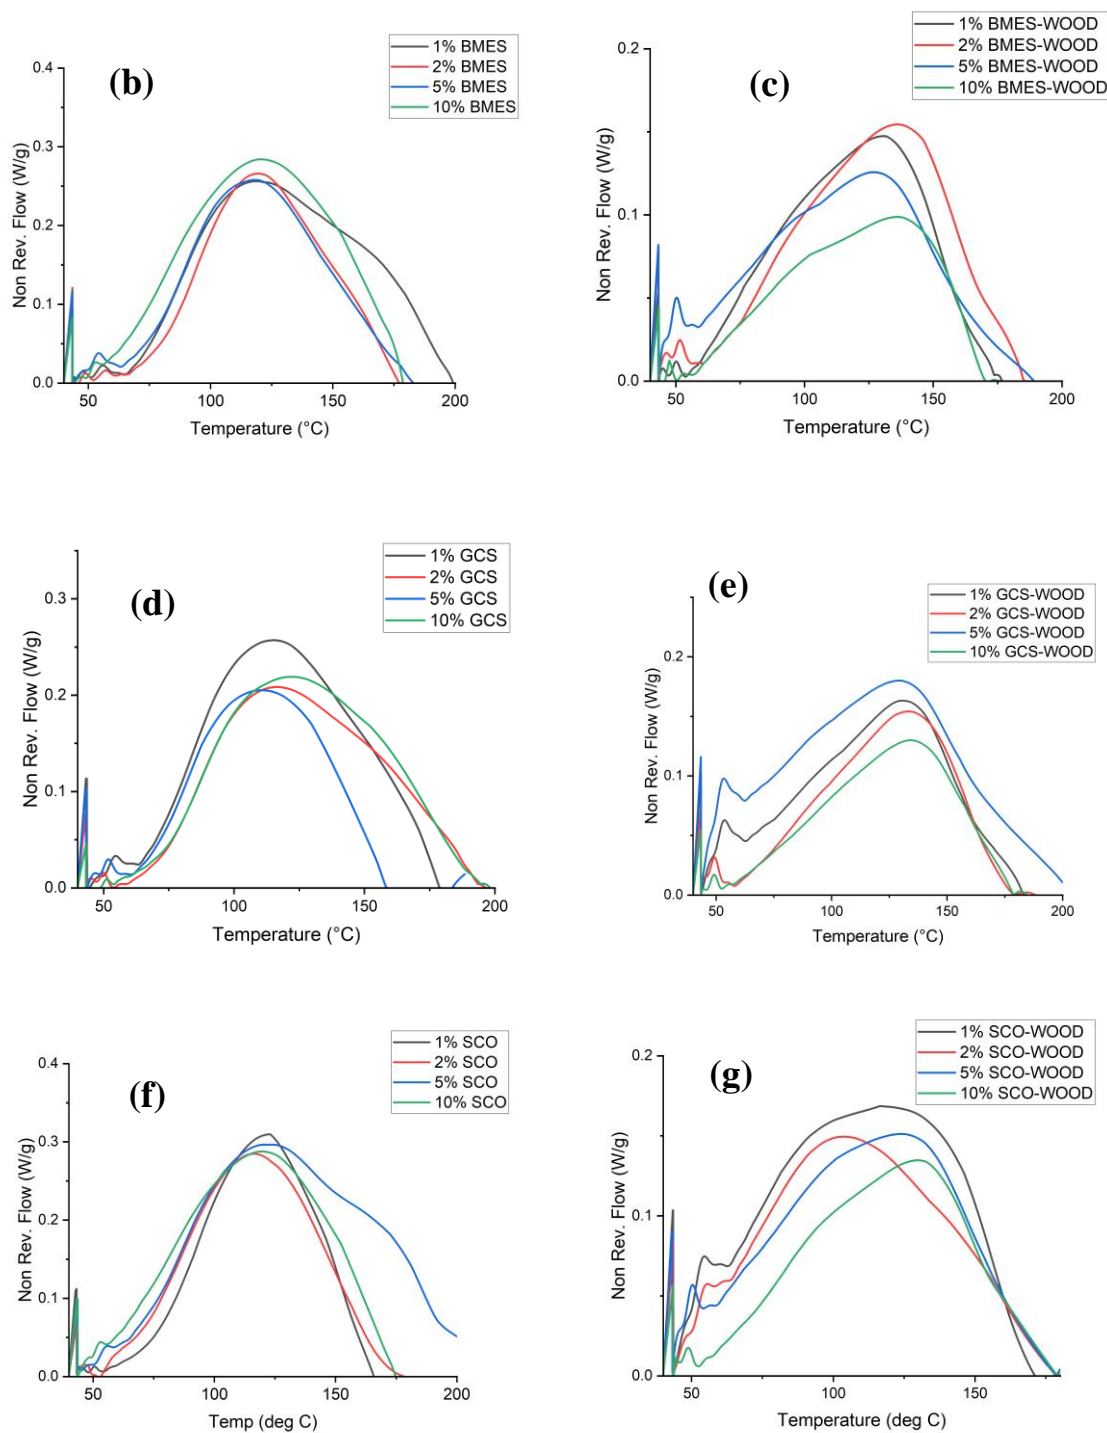 (b)
1% BMES
2% BMES
5% BMES
10% BMES
Non Rev. Flow (W/g)
0.4
0.3
0.2
0.1
0.0
50
100
150
200
Temperature (°C)
(c)
1% BMES-WOOD
2% BMES-WOOD
5% BMES-WOOD
10% BMES-WOOD
Non Rev. Flow (W/g)
0.2
0.1
0.0
50
100
150
200
Temperature (°C)
(d)
1% GCS
2% GCS
5% GCS
10% GCS
Non Rev. Flow (W/g)
0.3
0.2
0.1
0.0
50
100
150
200
Temperature (°C)
(e)
1% GCS-WOOD
2% GCS-WOOD
5% GCS-WOOD
10% GCS-WOOD
Non Rev. Flow (W/g)
0.2
0.1
0.0
50
100
150
200
Temperature (°C)
(f)
1% SCO
2% SCO
5% SCO
10% SCO
Non Rev. Flow (W/g)
0.4
0.3
0.2
0.1
0.0
50
100
150
200
Temp (deg C)
(g)
1% SCO-WOOD
2% SCO-WOOD
5% SCO-WOOD
10% SCO-WOOD
Non Rev. Flow (W/g)
0.2
0.1
0.0
50
100
150
Temperature (deg C)